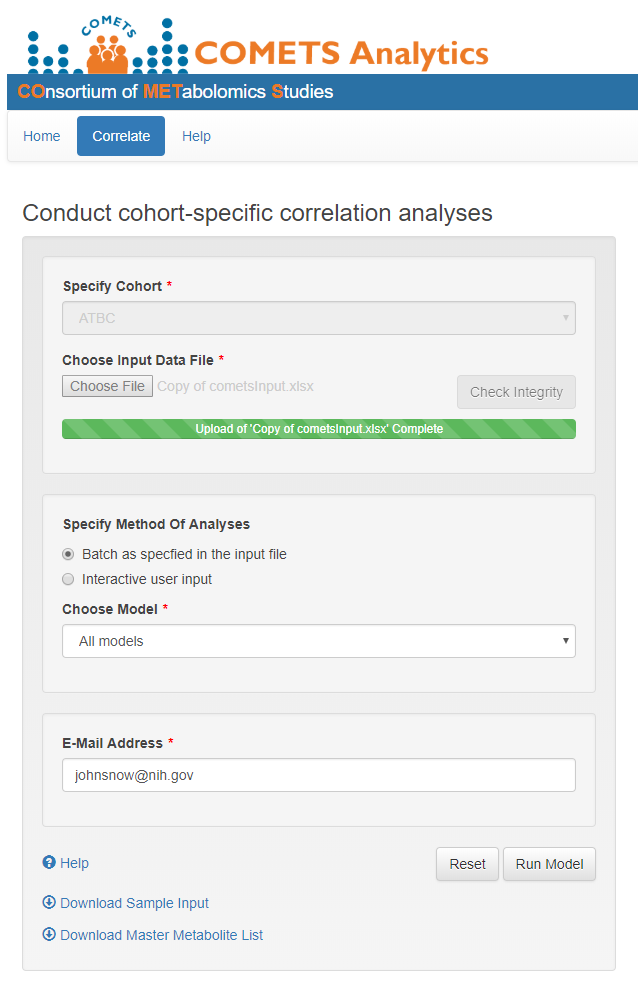 COMETS
COMETS Analytics
COnsortium of METabolomics Studies
Home Correlate Help
Conduct cohort-specific correlation analyses
Specify Cohort *
ATBC
Choose Input Data File *
Choose File Copy of cometsInput.xlsx
Check Integrity
Upload of 'Copy of cometsInput.xlsx' Complete
Specify Method Of Analyses
Batch as specfied in the input file
Interactive user input
Choose Model *
All models
E-Mail Address *
johnsnow@nih.gov
Help
Reset Run Model
Download Sample Input
Download Master Metabolite List